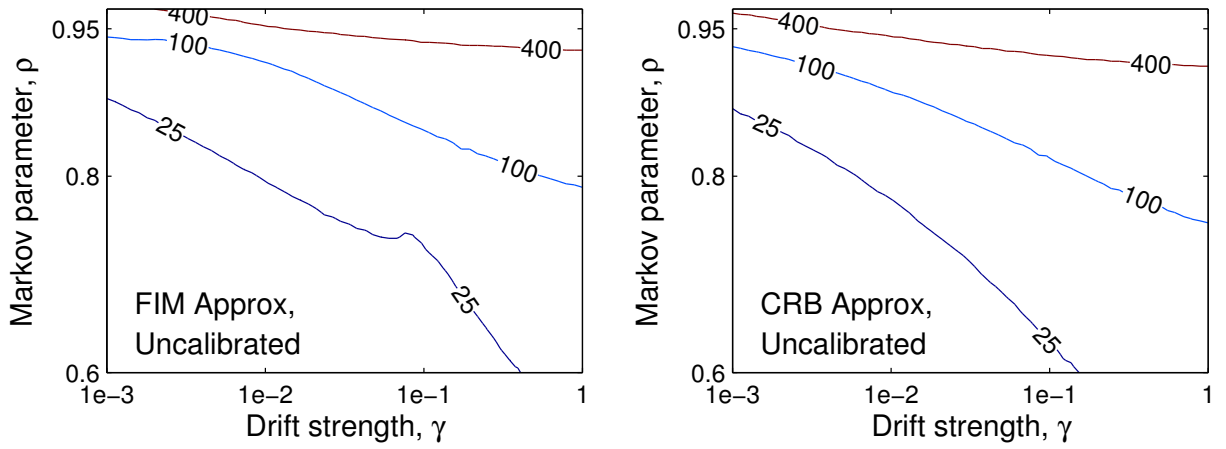 0.95
0.8
0.6
Markov parameter, ρ
400
400
100
100
25
25
FIM Approx,
Uncalibrated
1e−3
1e−2
1e−1
1
Drift strength, γ
0.95
0.8
0.6
Markov parameter, ρ
400
400
100
100
25
25
CRB Approx,
Uncalibrated
1e−3
1e−2
1e−1
1
Drift strength, γ